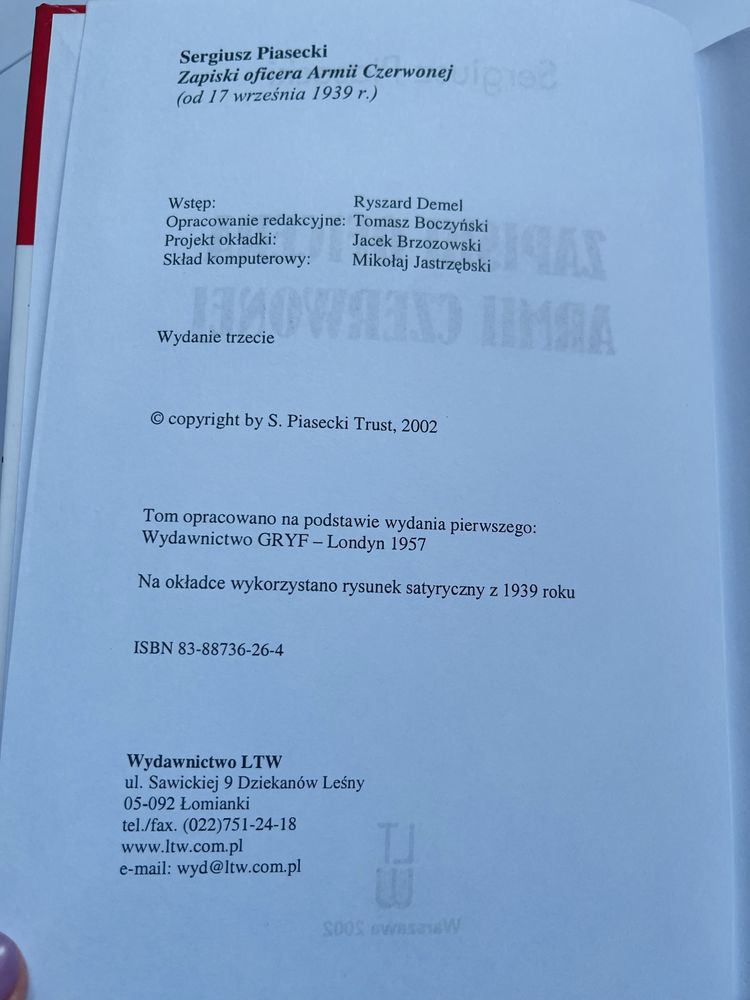 Sergiusz Piasecki
Zapiski oficera Armii Czerwonej
(od 17 września 1939 r.)
Wstęp: Ryszard Demel
Opracowanie redakcyjne: Tomasz Boczyński
Projekt okładki: Jacek Brzozowski
Skład komputerowy: Mikołaj Jastrzębski
Wydanie trzecie
© copyright by S. Piasecki Trust, 2002
Tom opracowano na podstawie wydania pierwszego:
Wydawnictwo GRYF – Londyn 1957
Na okładce wykorzystano rysunek satyryczny z 1939 roku
ISBN 83-88736-26-4
Wydawnictwo LTW
ul. Sawickiej 9 Dziekanów Leśny
05-092 Łomianki
tel./fax. (022)751-24-18
www.ltw.com.pl
e-mail: wyd@ltw.com.pl
LTW
Warszawa 2002